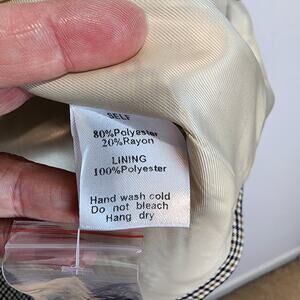 SELF
80%Polyester
20%Rayon
LINING
100%Polyester
Hand wash cold
Do not bleach
Hang dry